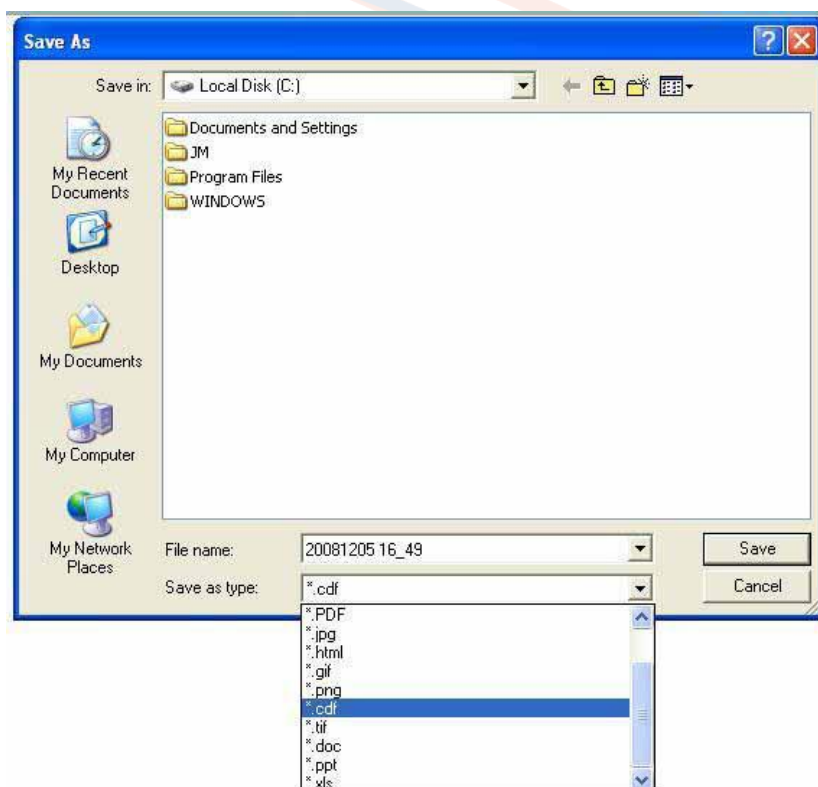 Save As
Save in: Local Disk (C:)
Documents and Settings
JM
Program Files
WINDOWS
My Recent
Documents
Desktop
My Documents
My Computer
My Network
Places
File name: 20081205 16_49 Save
Save as type: *.cdf Cancel
*.PDF
*.jpg
*.html
*.gif
*.png
*.cdf
*.tif
*.doc
*.ppt
*.xls